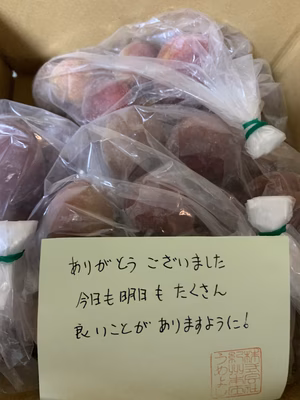 ありがとう ございました
今日も明日も たくさん
良いことが ありますように!